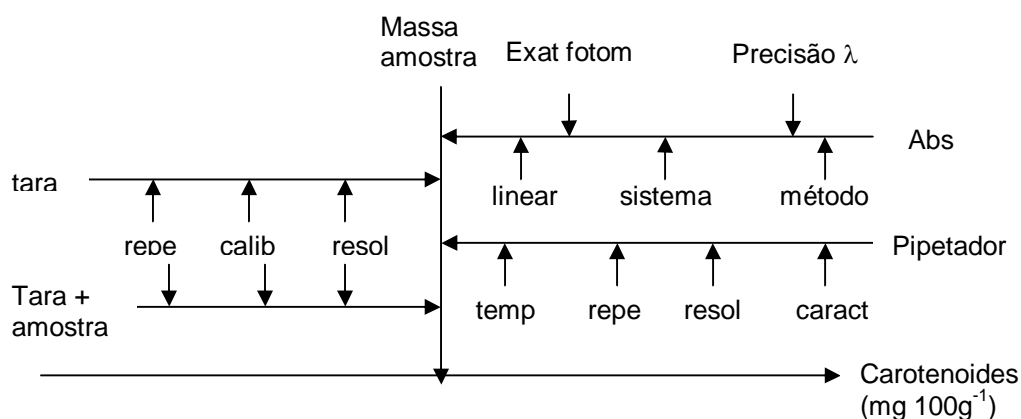 Massa
amostra
Exat fotom
Precisão λ
Abs
tara
linear
sistema
método
repe
calib
resol
Pipetador
Tara +
amostra
temp
repe
resol
caract
Carotenoides
(mg 100g⁻¹)